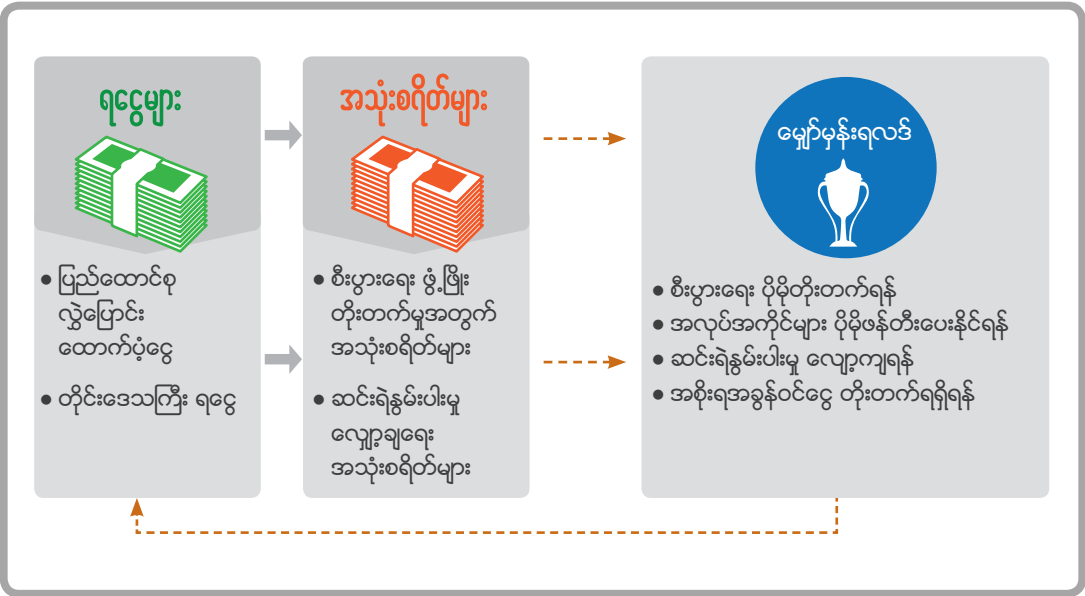 ရငွေများ
● ပြည်ထောင်စု
လွှဲပြောင်း
ထောက်ပံ့ငွေ
● တိုင်းဒေသကြီး ရငွေ
အသုံးစရိတ်များ
● စီးပွားရေး ဖွံ့ဖြိုး
တိုးတက်မှုအတွက်
အသုံးစရိတ်များ
● ဆင်းရဲနွမ်းပါးမှု
လျှော့ချရေး
အသုံးစရိတ်များ
မျှော်မှန်းရလဒ်
● စီးပွားရေး ပိုမိုတိုးတက်ရန်
● အလုပ်အကိုင်များ ပိုမိုဖန်တီးပေးနိုင်ရန်
● ဆင်းရဲနွမ်းပါးမှု လျော့ကျရန်
● အစိုးရအခွန်ဝင်ငွေ တိုးတက်ရရှိရန်